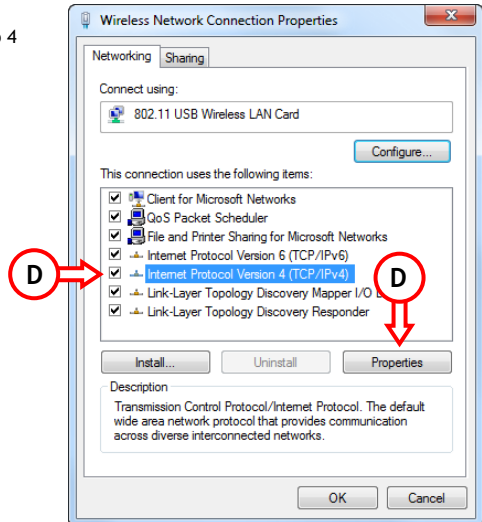 4
Wireless Network Connection Properties
Networking Sharing
Connect using:
802.11 USB Wireless LAN Card
Configure...
This connection uses the following items:
Client for Microsoft Networks
QoS Packet Scheduler
File and Printer Sharing for Microsoft Networks
Internet Protocol Version 6 (TCP/IPv6)
D Internet Protocol Version 4 (TCP/IPv4) D
Link-Layer Topology Discovery Mapper I/O
Link-Layer Topology Discovery Responder
Install... Uninstall Properties
Description
Transmission Control Protocol/Internet Protocol. The default
wide area network protocol that provides communication
across diverse interconnected networks.
OK Cancel